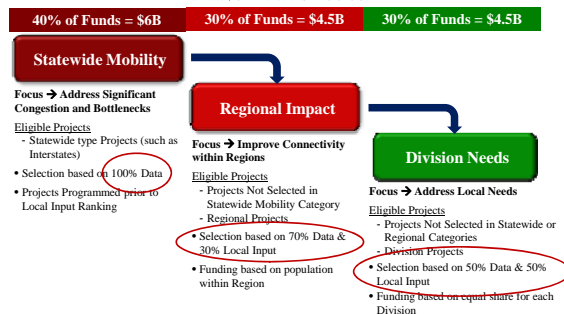 40% of Funds = $6B
30% of Funds = $4.5B
30% of Funds = $4.5B
Statewide Mobility
Focus → Address Significant
Congestion and Bottlenecks
Eligible Projects
- Statewide type Projects (such as
Interstates)
• Selection based on 100% Data
• Projects Programmed prior to
Local Input Ranking
Regional Impact
Focus → Improve Connectivity
within Regions
Eligible Projects
- Projects Not Selected in
Statewide Mobility
Category
- Regional Projects
• Selection based on 70% Data &
30% Local Input
• Funding based on population
within Region
Division Needs
Focus → Address Local Needs
Eligible Projects
- Projects Not Selected in Statewide or
Regional Categories
- Division Projects
• Selection based on 50% Data & 50%
Local Input
• Funding based on equal share for each
Division